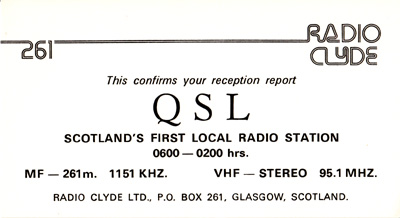 RADIO
261 CLYDE
This confirms your reception report
QSL
SCOTLAND'S FIRST LOCAL RADIO STATION
0600 — 0200 hrs.
MF — 261m. 1151 KHZ. VHF — STEREO 95.1 MHZ.
RADIO CLYDE LTD., P.O. BOX 261, GLASGOW, SCOTLAND.